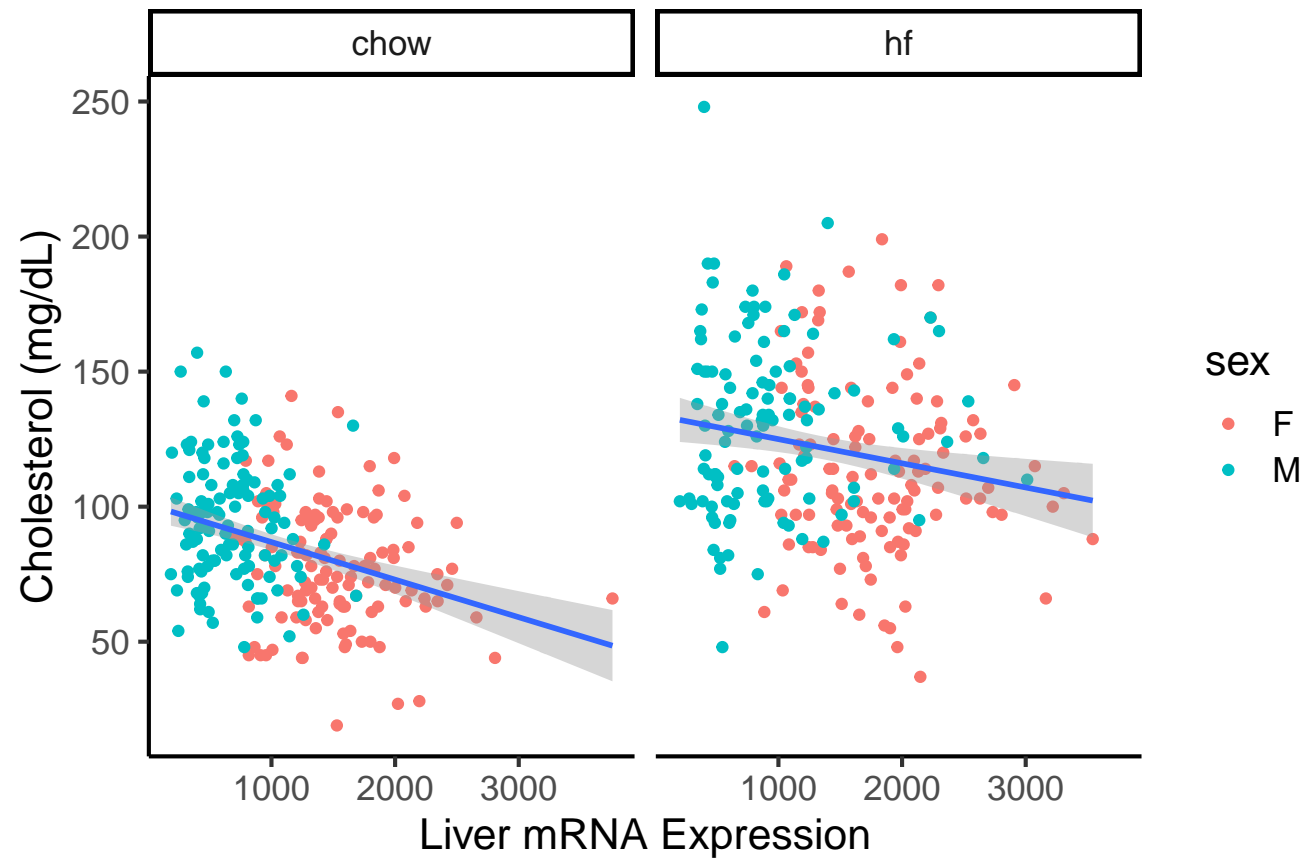 chow
hf
250
200
150
100
50
Cholesterol (mg/dL)
1000 2000 3000
1000 2000 3000
Liver mRNA Expression
sex
F
M